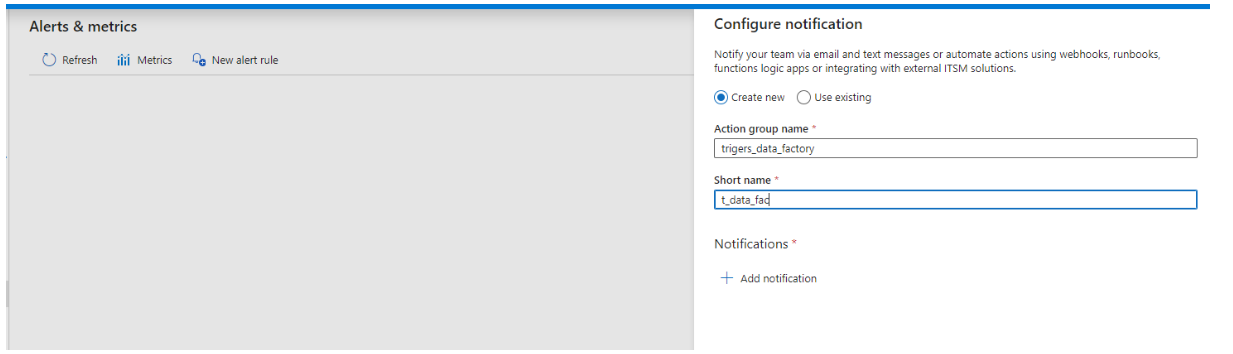 Alerts & metrics
Refresh Metrics New alert rule
Configure notification
Notify your team via email and text messages or automate actions using webhooks, runbooks,
functions logic apps or integrating with external ITSM solutions.
Create new Use existing
Action group name *
trigers_data_factory
Short name *
t_data_fac
Notifications *
Add notification